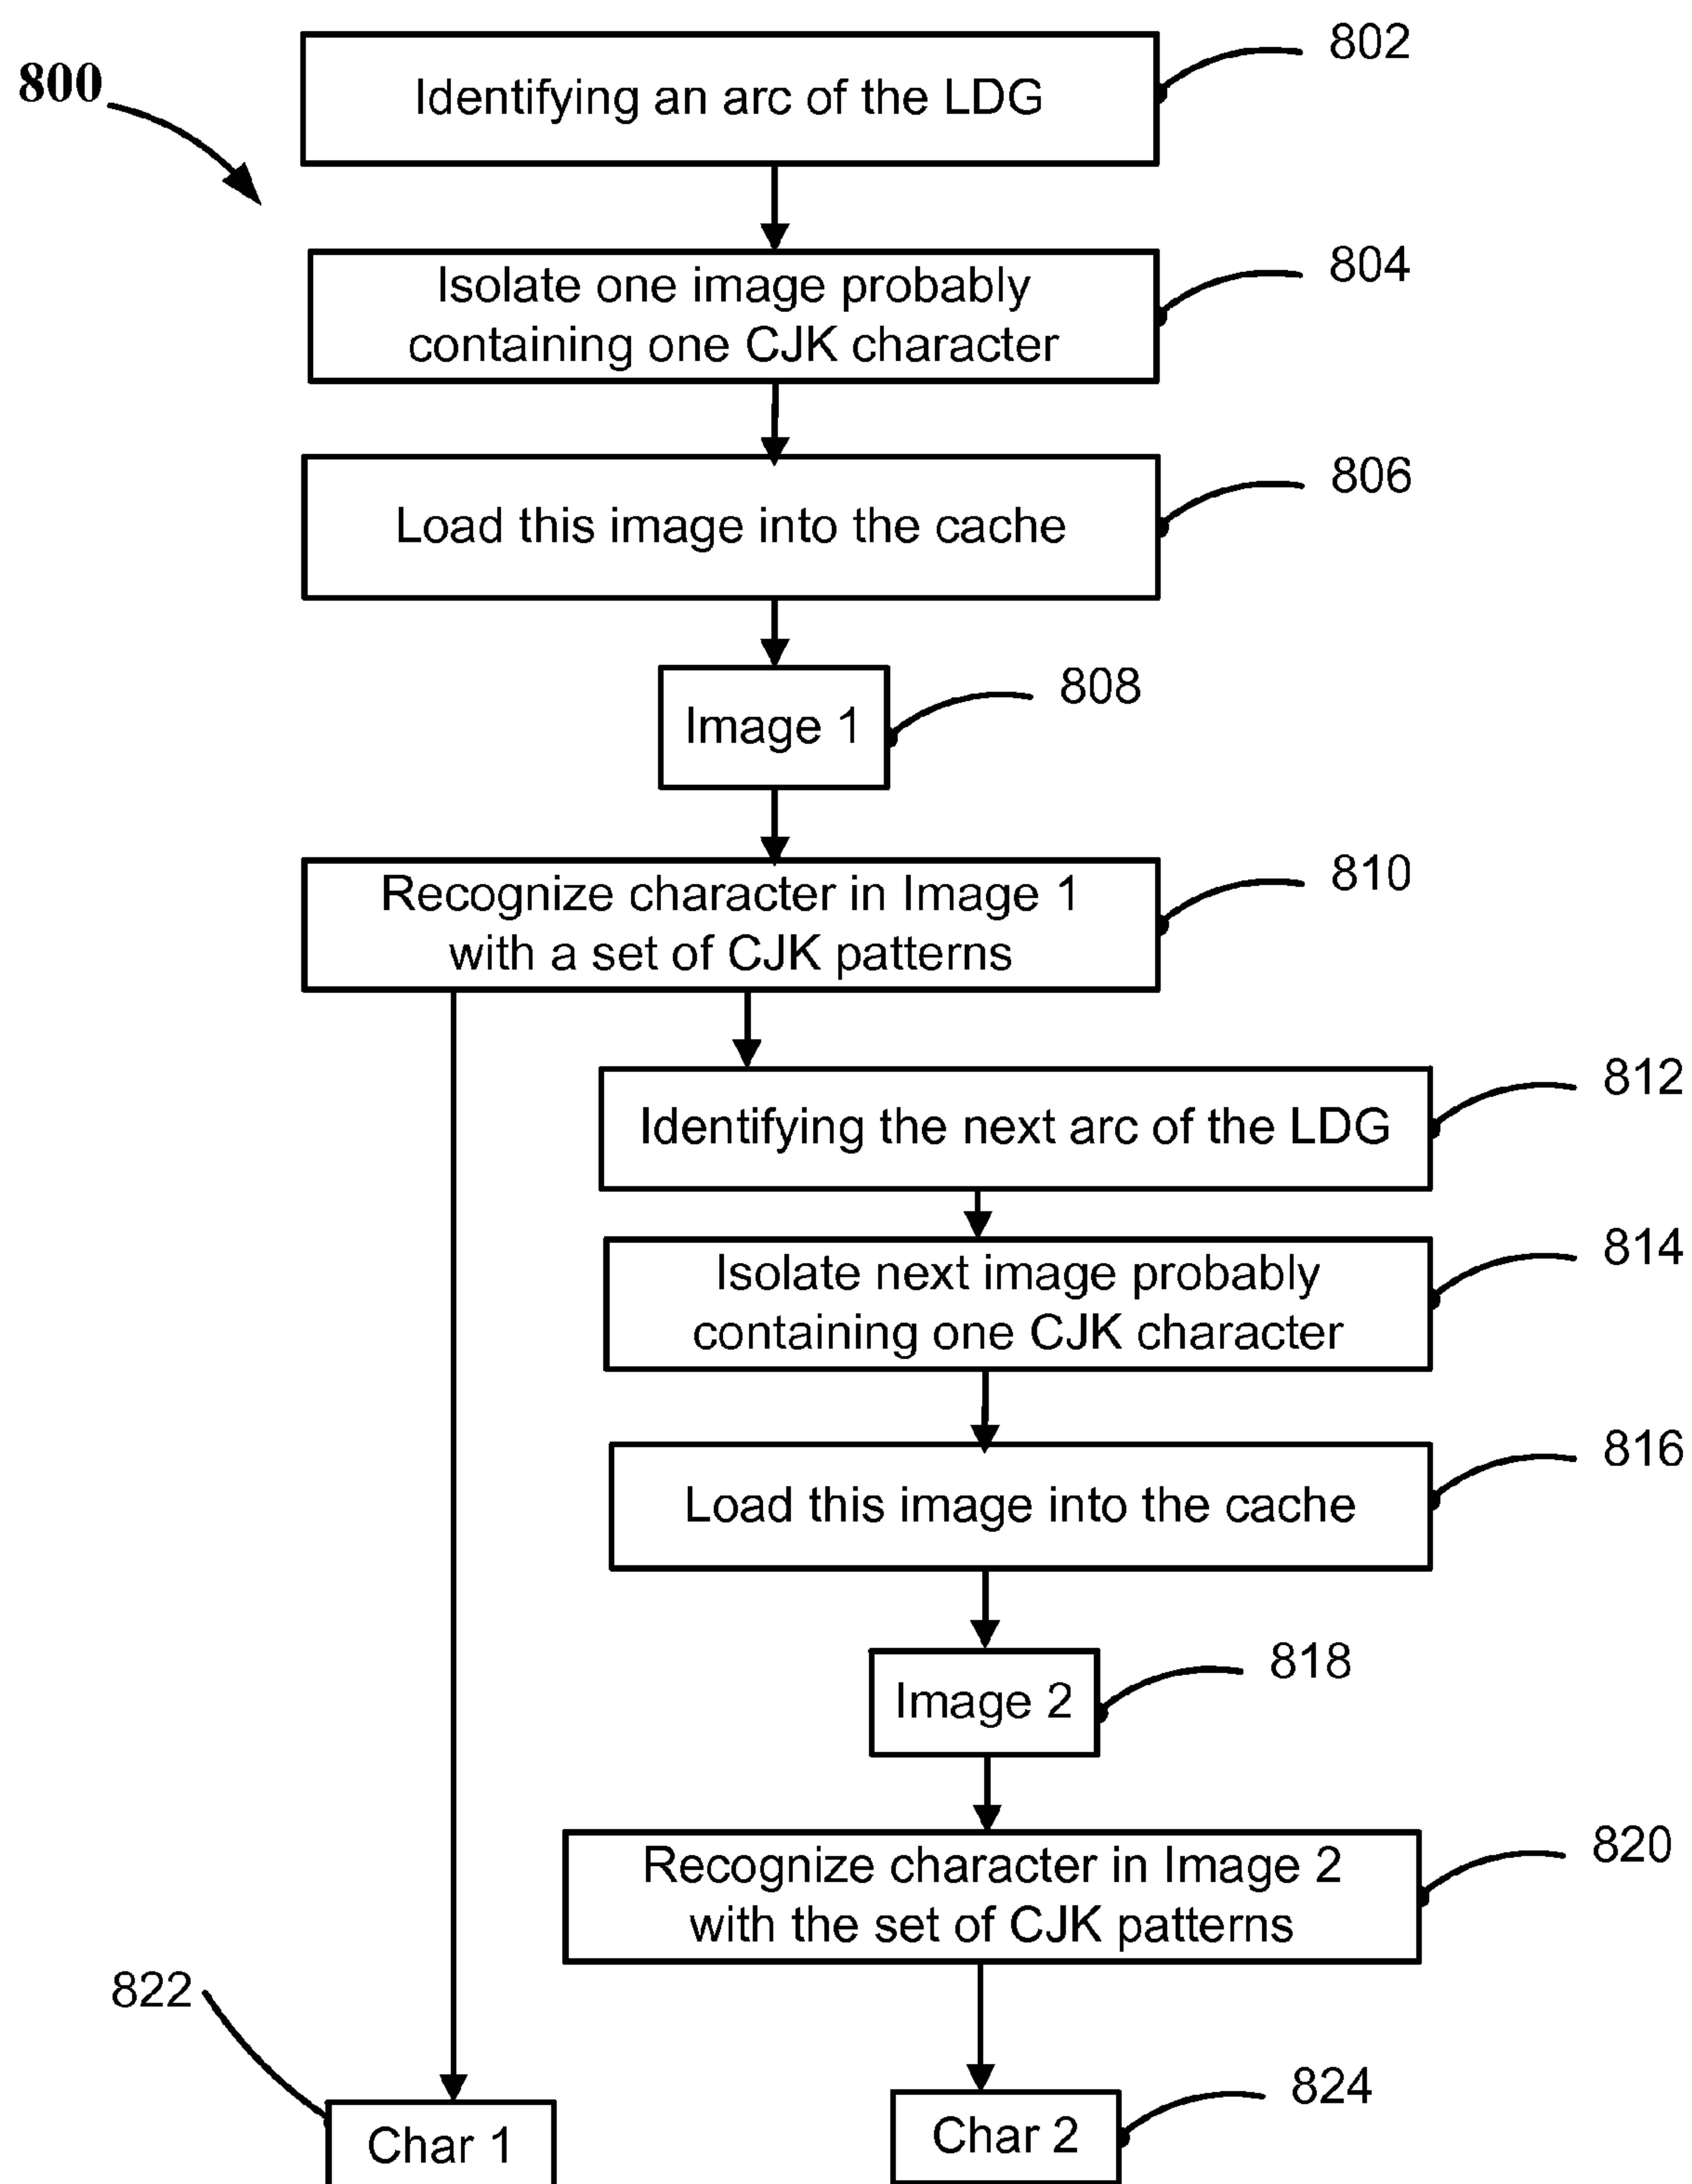 802
800
Identifying an arc of the LDG
804
Isolate one image probably
containing one CJK character
806
Load this image into the cache
808
Image 1
810
Recognize character in Image 1
with a set of CJK patterns
812
Identifying the next arc of the LDG
814
Isolate next image probably
containing one CJK character
816
Load this image into the cache
818
Image 2
820
Recognize character in Image 2
with the set of CJK patterns
822
824
Char 1
Char 2